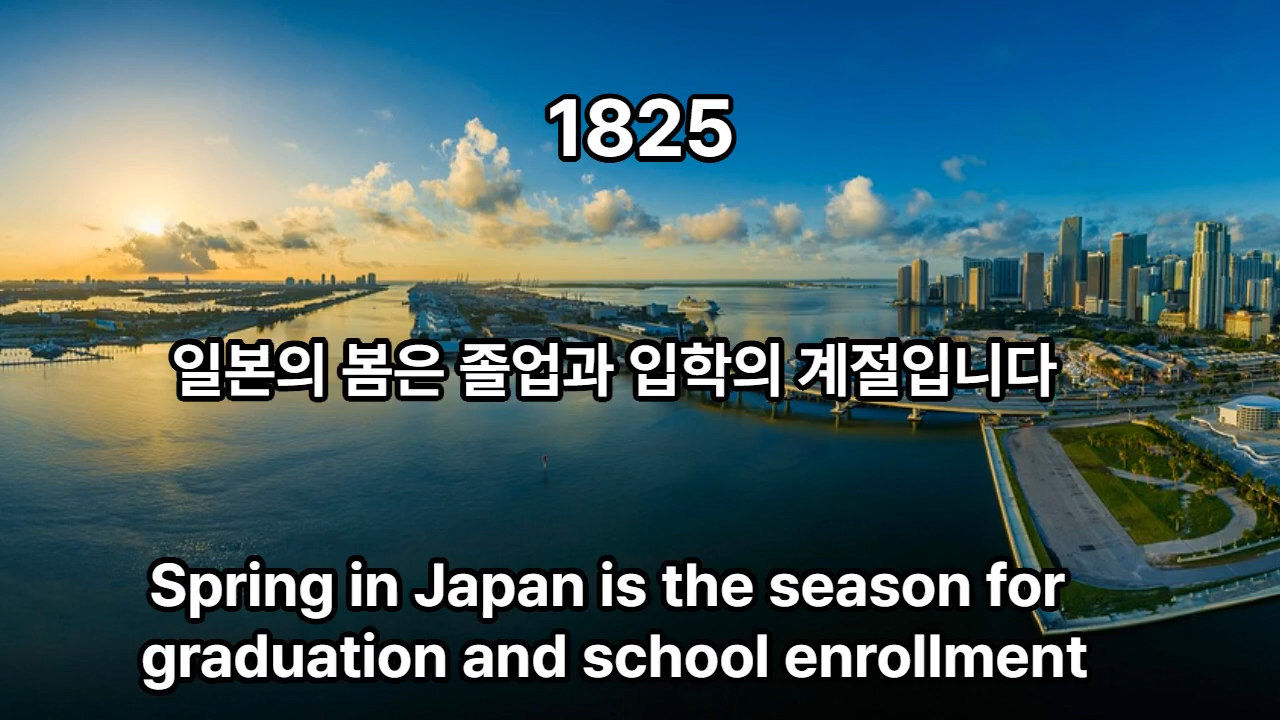 1825
일본의 봄은 졸업과 입학의 계절입니다
Spring in Japan is the season for
graduation and school enrollment